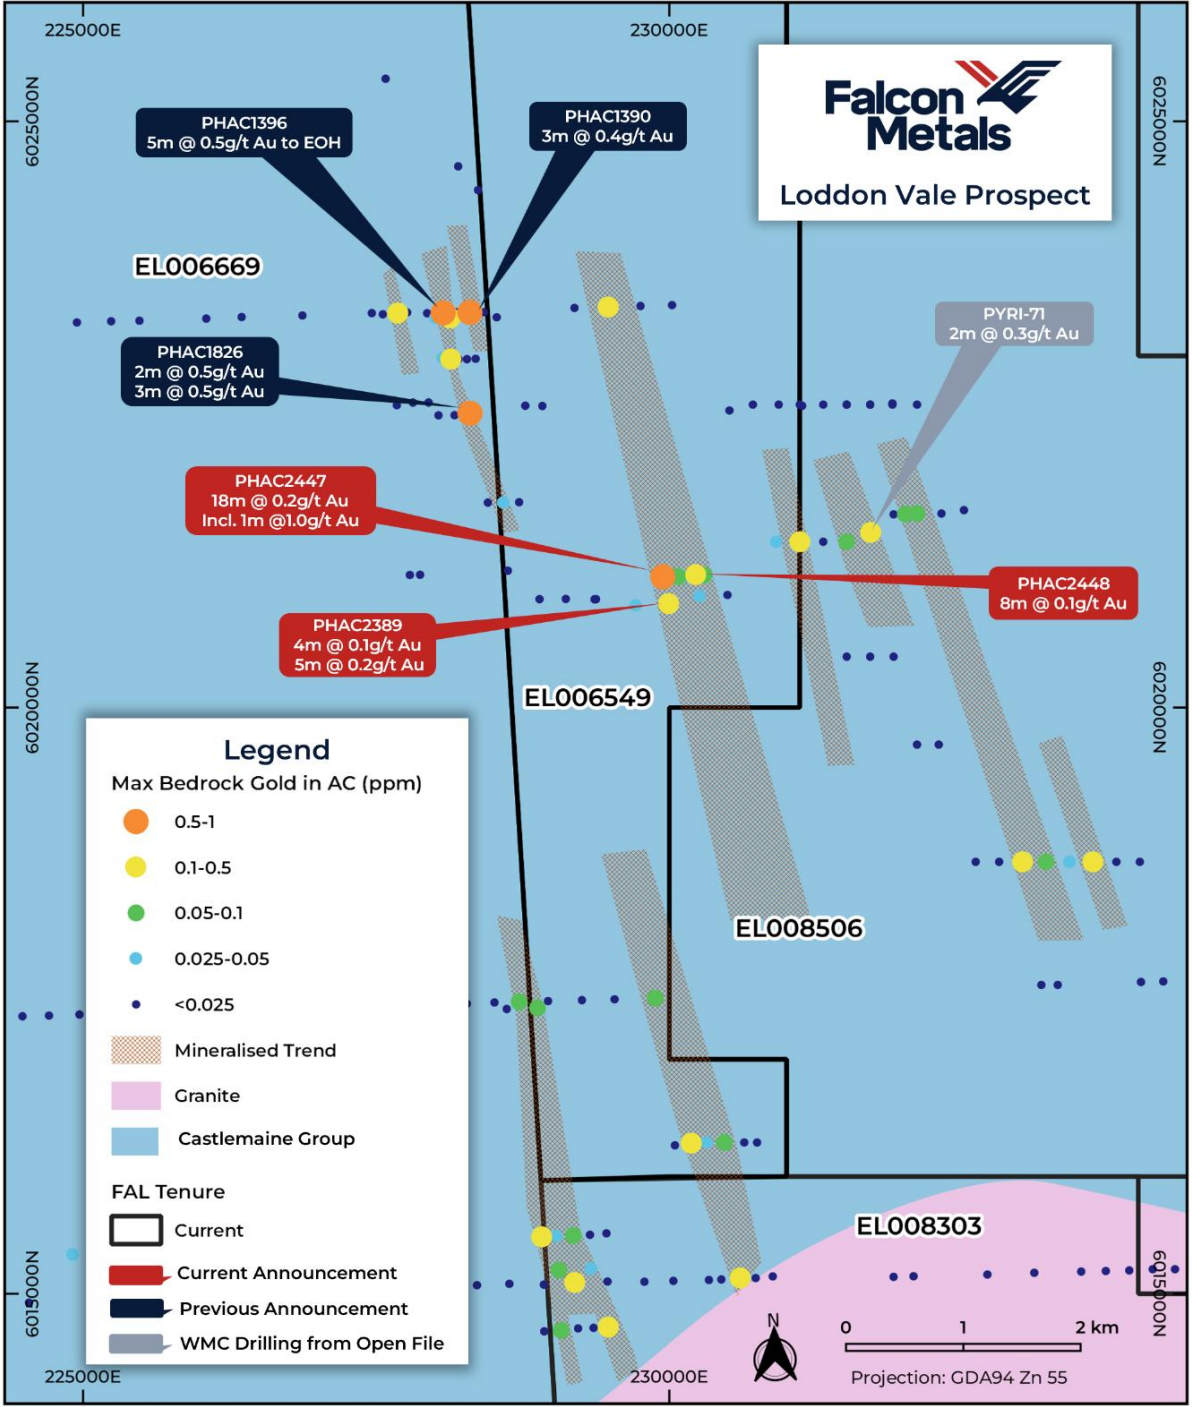 225000E
230000E
6025000N
6025000N
Falcon
Metals
Loddon Vale Prospect
PHAC1396
5m @ 0.5g/t Au to EOH
PHAC1390
3m @ 0.4g/t Au
EL006669
PYRI-71
2m @ 0.3g/t Au
PHAC1826
2m @ 0.5g/t Au
3m @ 0.5g/t Au
PHAC2447
18m @ 0.2g/t Au
Incl. 1m @1.0g/t Au
PHAC2448
8m @ 0.1g/t Au
PHAC2389
4m @ 0.1g/t Au
5m @ 0.2g/t Au
6020000N
6020000N
EL006549
EL008506
Legend
Max Bedrock Gold in AC (ppm)
0.5-1
0.1-0.5
0.05-0.1
0.025-0.05
<0.025
Mineralised Trend
Granite
Castlemaine Group
FAL Tenure
Current
Current Announcement
Previous Announcement
WMC Drilling from Open File
EL008303
6015000N
6015000N
N
0 1 2 km
Projection: GDA94 Zn 55
225000E
230000E